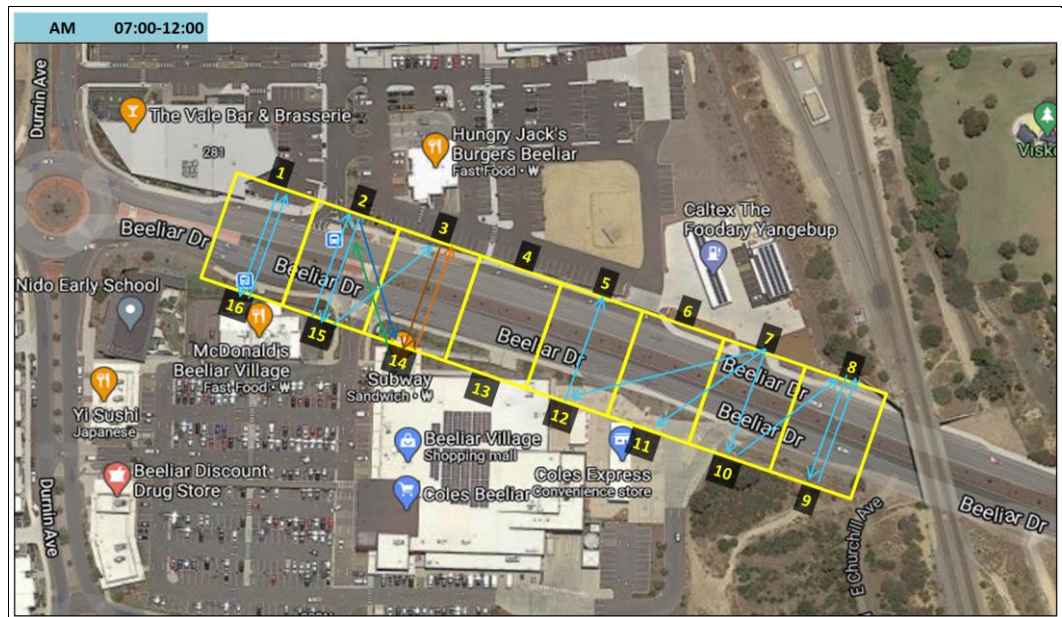 AM 07:00-12:00
Durnin Ave
The Vale Bar & Brasserie
281
Hungry Jack's
Burgers Beeliar
Fast Food • ₩
Caltex The
Foodary Yangebup
1
2
3
4
5
6
7
8
Beeliar Dr
Beeliar Dr
Beeliar Dr
Beeliar Dr
Beeliar Dr
Beeliar Dr
Nido Early School
16
15
14
13
12
11
10
9
McDonald's
Beeliar Village
Fast Food • ₩
Subway
Sandwich • ₩
Yi Sushi
Japanese
Beeliar Village
Shopping mall
Coles Express
Convenience store
Coles Beeliar
Beeliar Discount
Drug Store
Durnin Ave
E Churchill Ave